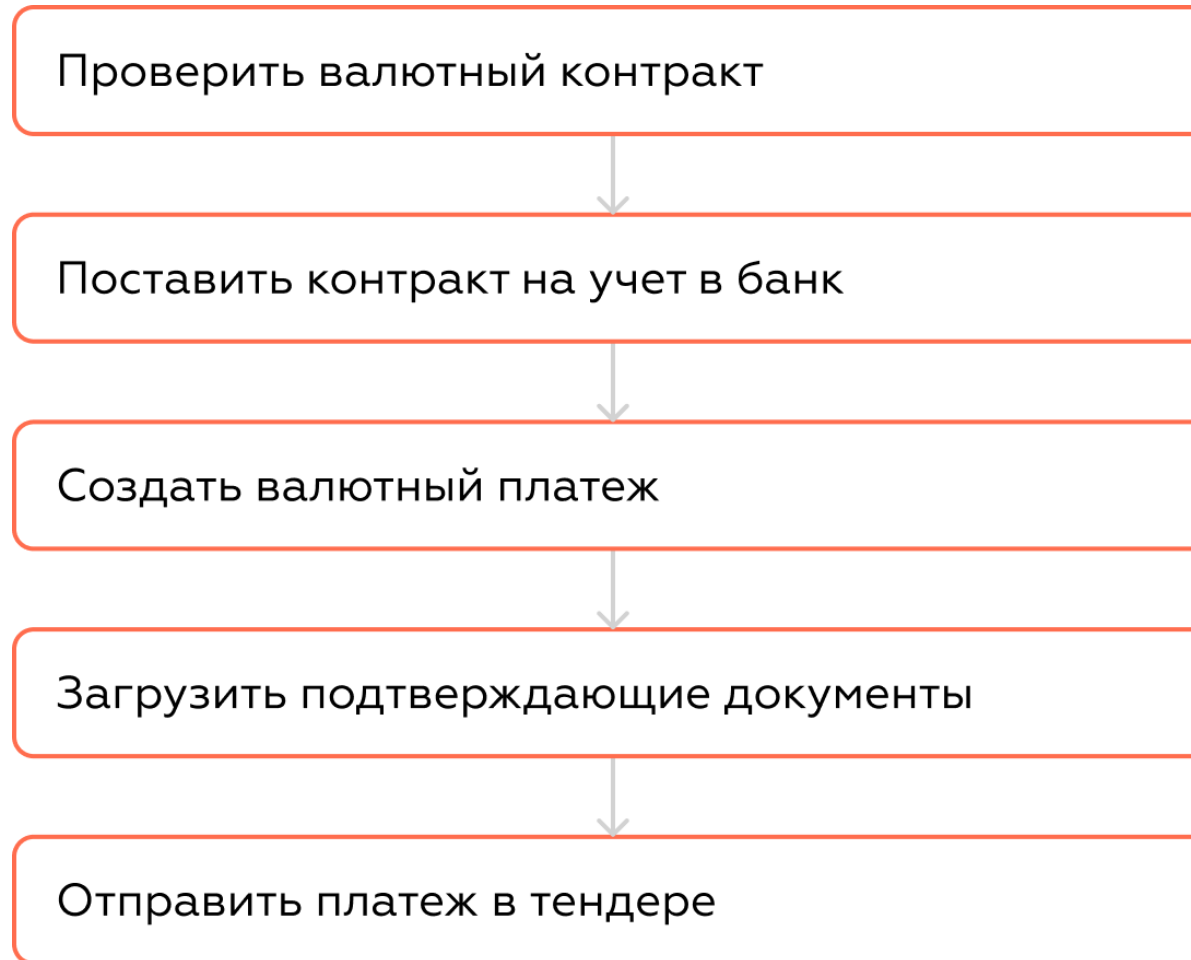 Проверить валютный контракт
Поставить контракт на учет в банк
Создать валютный платеж
Загрузить подтверждающие документы
Отправить платеж в тендере